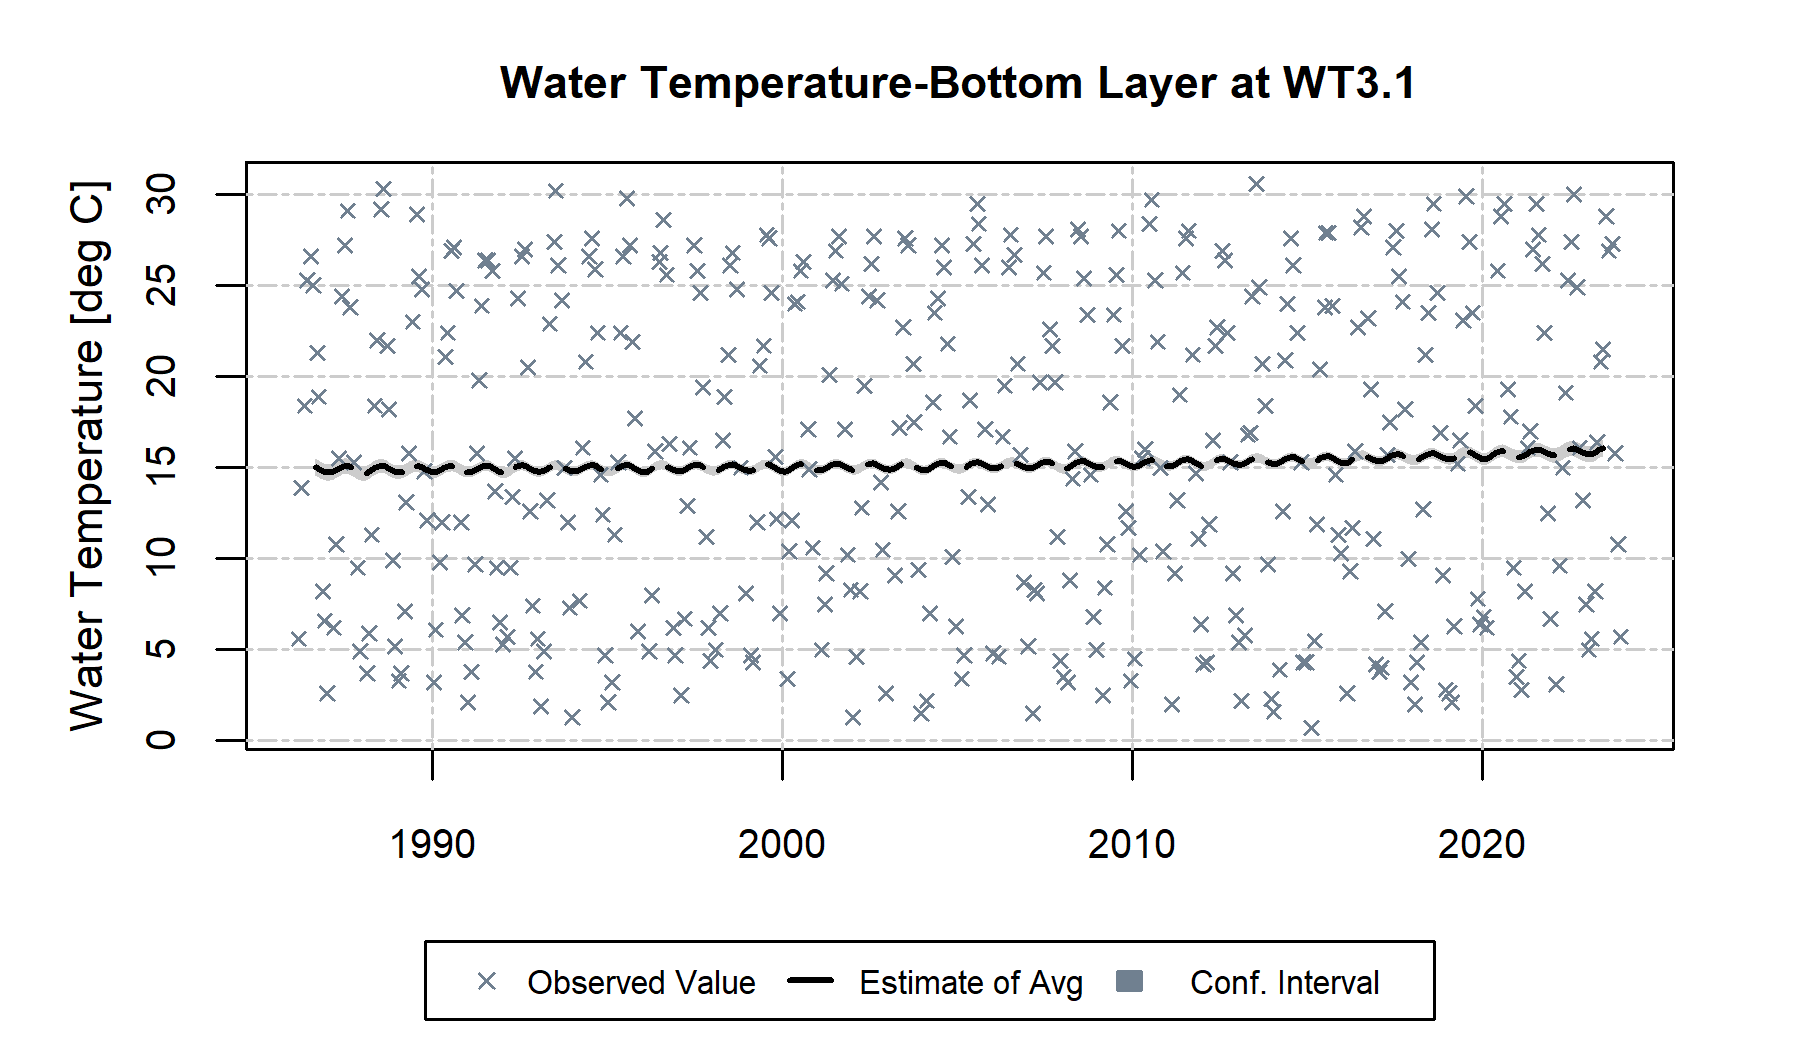 Water Temperature-Bottom Layer at WT3.1
Water Temperature [deg C]
30
25
20
15
10
5
0
1990 2000 2010 2020
Observed Value Estimate of Avg Conf. Interval